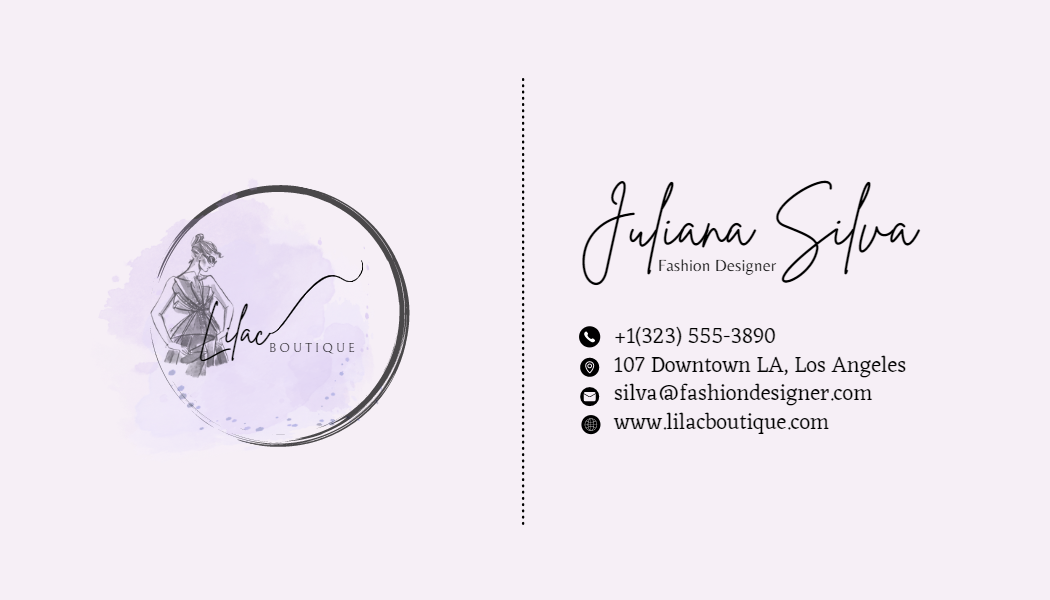 Lilac
BOUTIQUE
Juliana Silva
Fashion Designer
+1(323) 555-3890
107 Downtown LA, Los Angeles
silva@fashiondesigner.com
www.lilacboutique.com